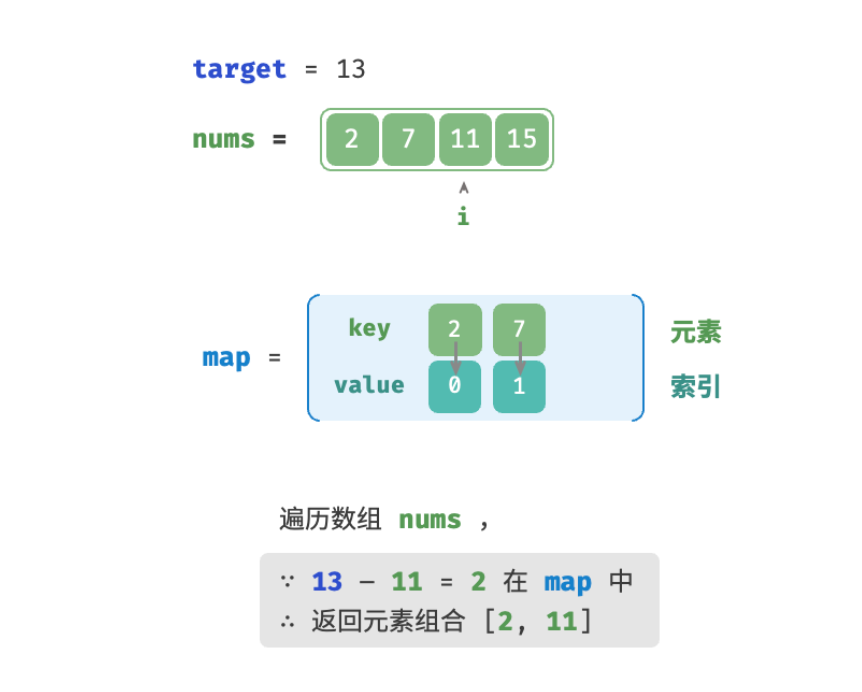 target = 13
nums = 2 7 11 15
i
key 2 7 元素
map =
value 0 1 索引
遍历数组 nums ,
∵ 13 − 11 = 2 在 map 中
∴ 返回元素组合 [2, 11]